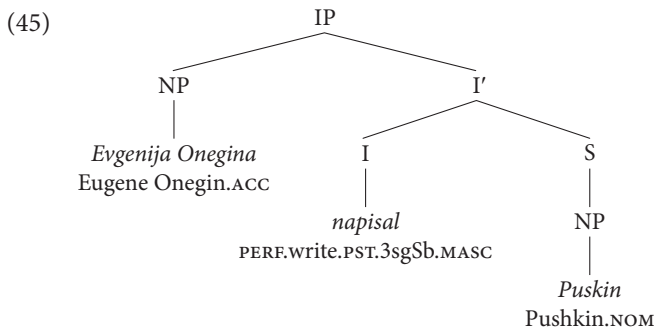 (45)
IP
NP I′
Evgenija Onegina I S
Eugene Onegin.ACC
napisal NP
PERF.write.PST.3sgSb.MASC
Puskin
Pushkin.NOM